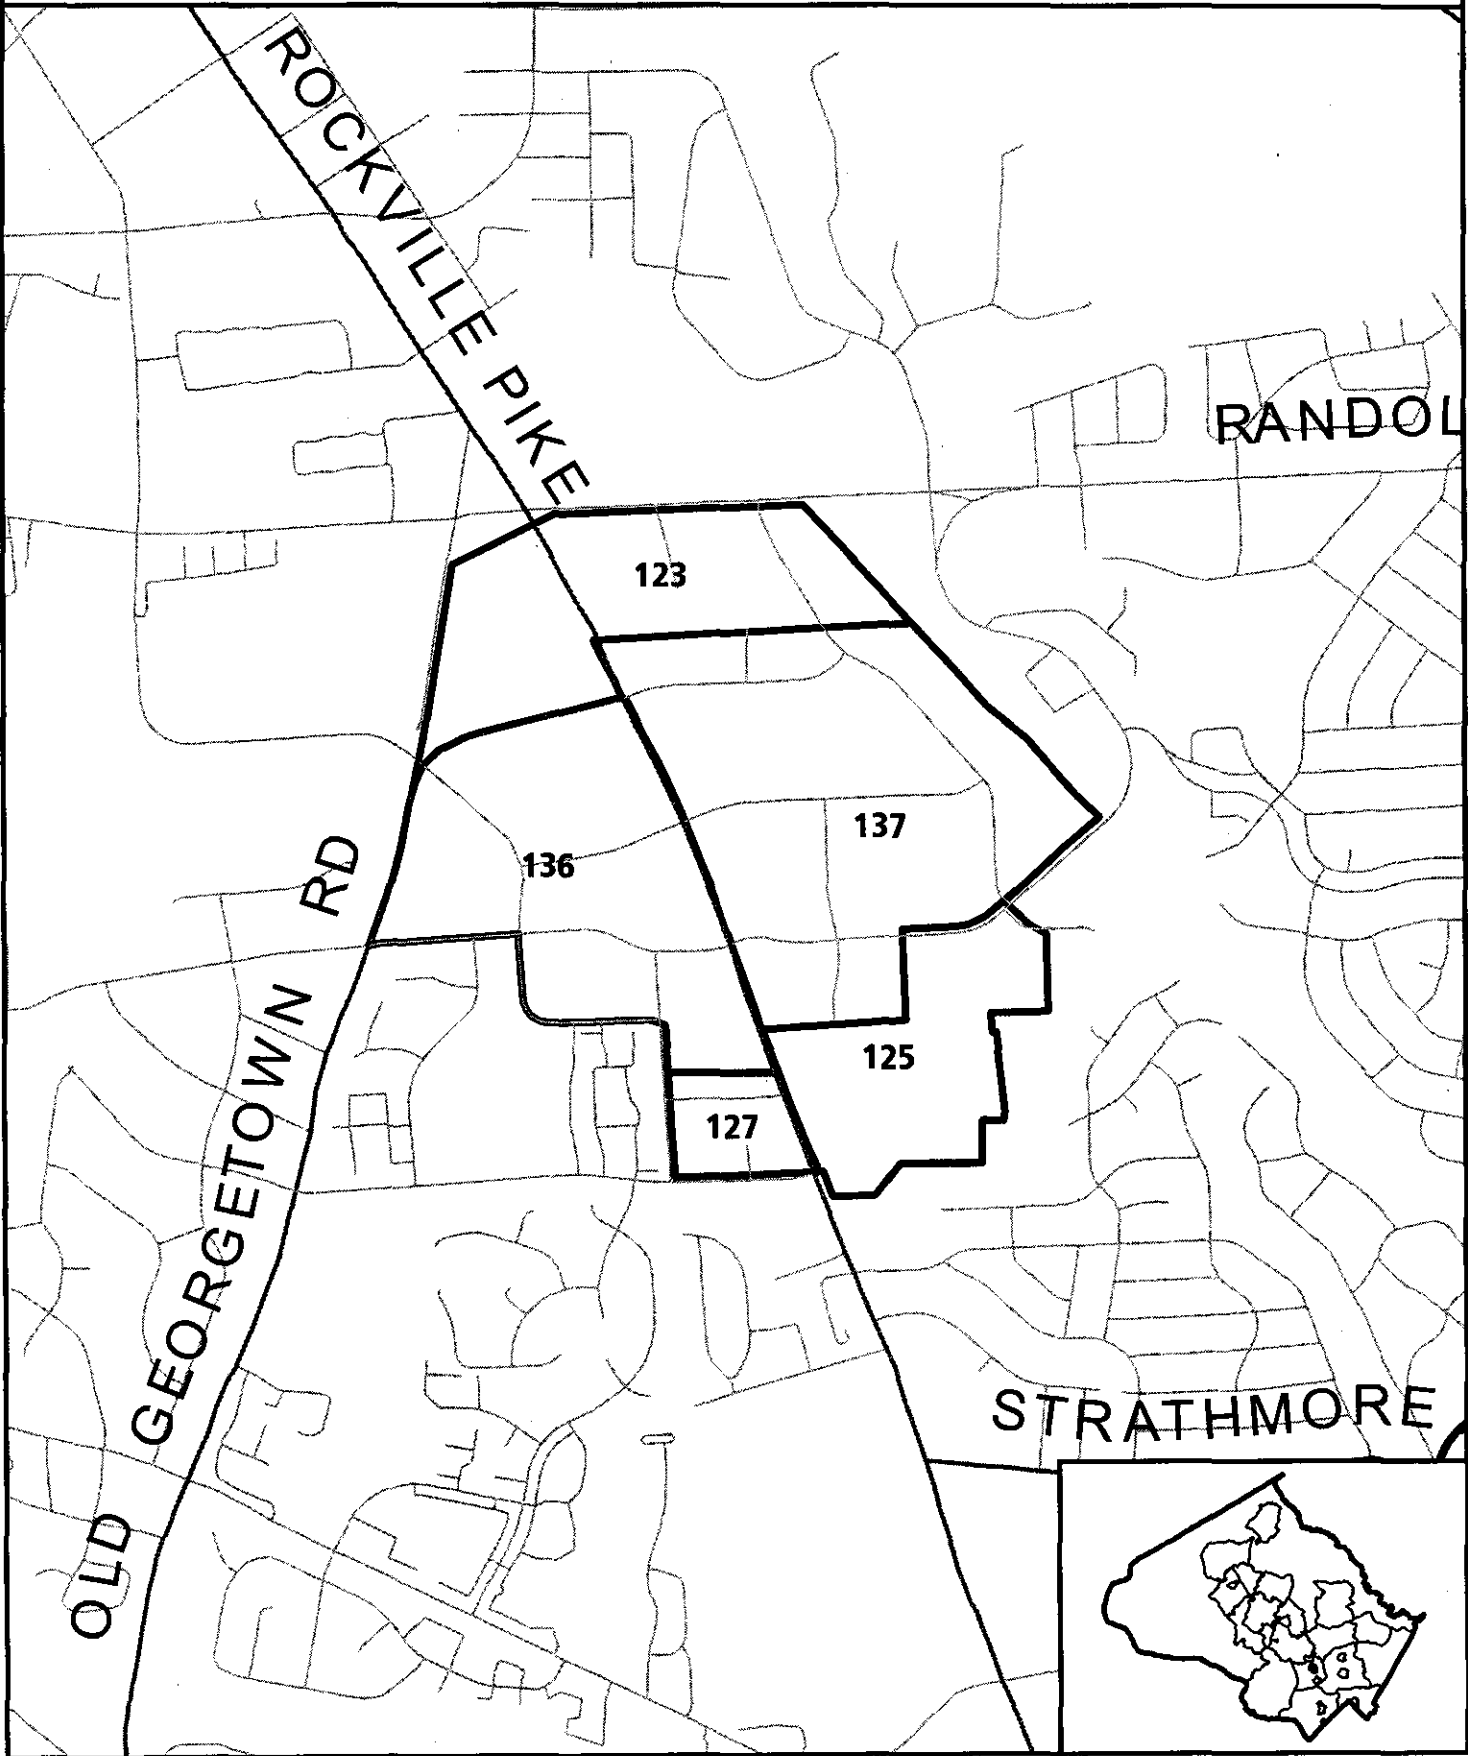 ROCKVILLE PIKE
RANDOL
123
137
136
OLD GEORGETOWN RD
125
127
STRATHMORE